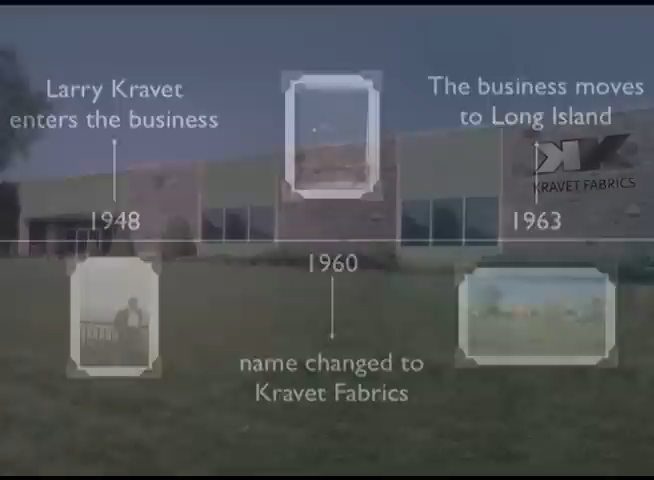 Larry Kravet
enters the business
1948
1960
name changed to
Kravet Fabrics
The business moves
to Long Island
1963
KK
KRAVET FABRICS